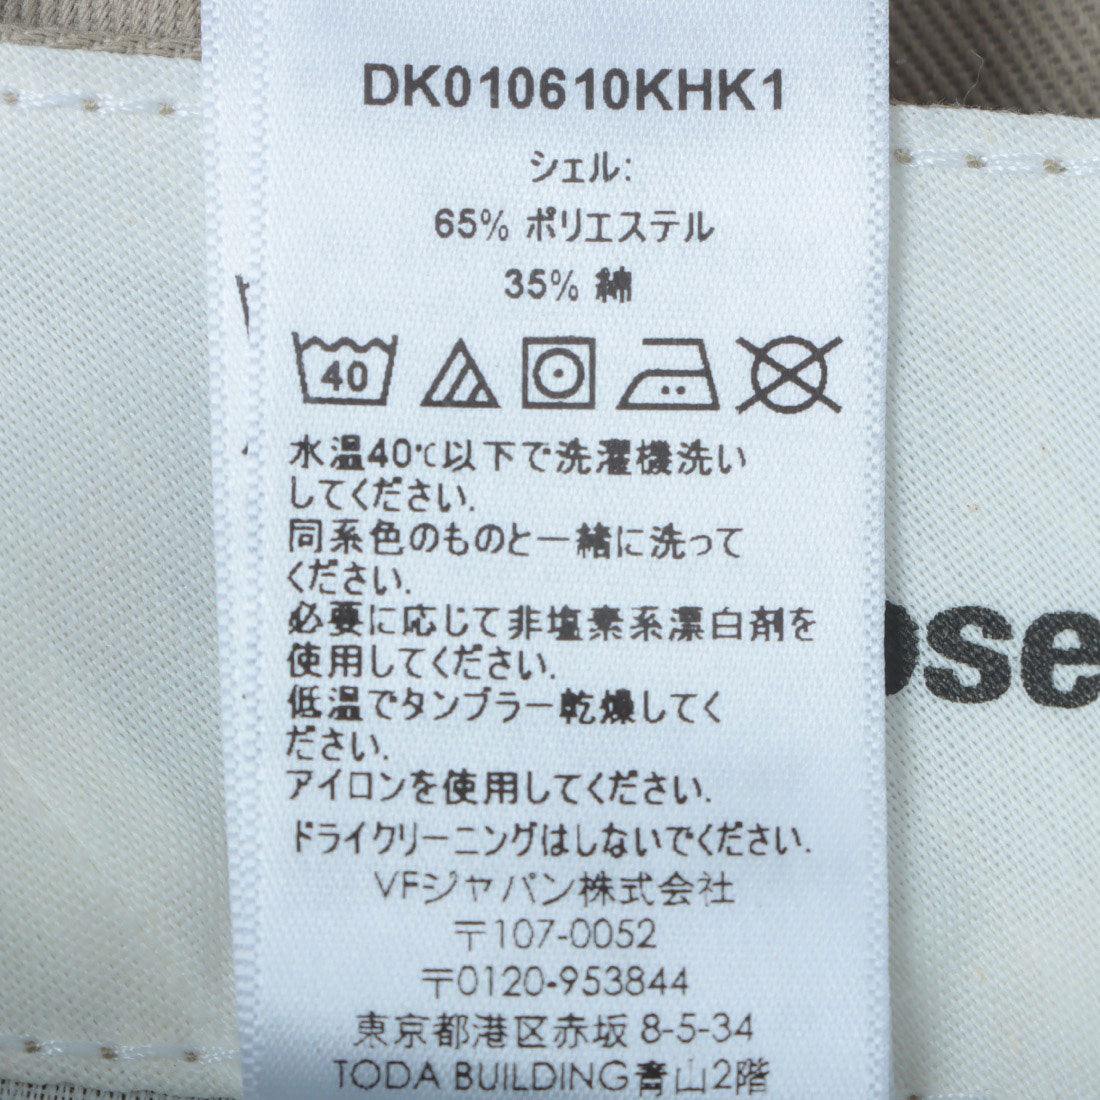 DK010610KHK1
シェル:
65% ポリエステル
35% 綿
40
水温40℃以下で洗濯機洗い
してください.
同系色のものと一緒に洗って
ください.
必要に応じて非塩素系漂白剤を
使用してください.
低温でタンブラー乾燥してく
ださい.
アイロンを使用してください.
ドライクリーニングはしないでください.
VFジャパン株式会社
〒107-0052
〒0120-953844
東京都港区赤坂 8-5-34
TODA BUILDING青山2階